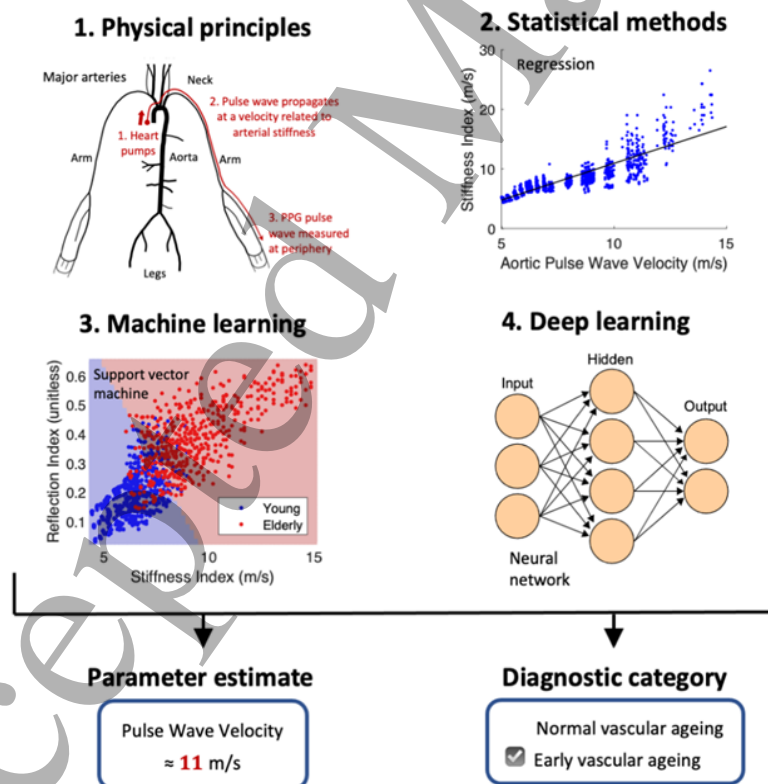 1. Physical principles
Major arteries
Neck
2. Pulse wave propagates
at a velocity related to
arterial stiffness
1. Heart
pumps
Arm
Aorta
Arm
3. PPG pulse
wave measured
at periphery
Legs
2. Statistical methods
Regression
Stiffness Index (m/s)
30
20
10
0
5
10
15
Aortic Pulse Wave Velocity (m/s)
3. Machine learning
Support vector
machine
Reflection Index (unitless)
0.6
0.5
0.4
0.3
0.2
0.1
Young
Elderly
5
10
15
Stiffness Index (m/s)
4. Deep learning
Hidden
Input
Output
Neural
network
Parameter estimate
Pulse Wave Velocity
≈ 11 m/s
Diagnostic category
Normal vascular ageing
Early vascular ageing